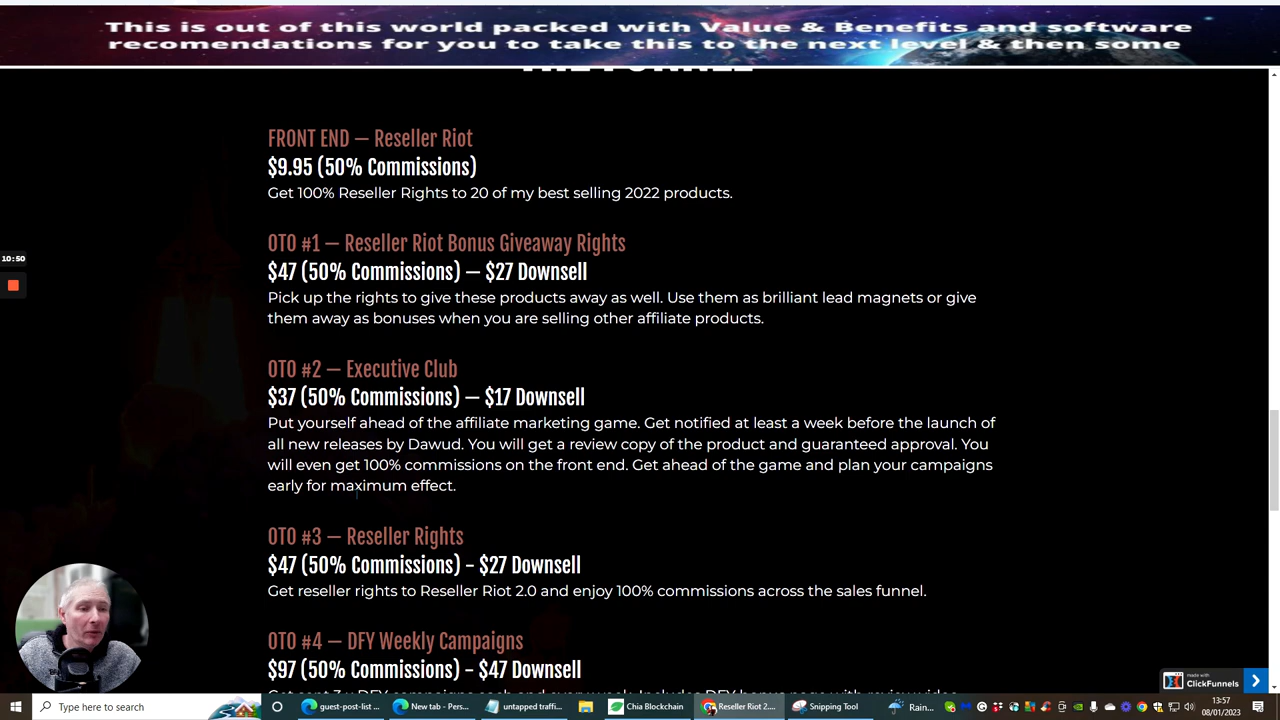 This is out of this world packed with Value & Benefits and software
recomendations for you to take this to the next level & then some
FRONT END — Reseller Riot
$9.95 (50% Commissions)
Get 100% Reseller Rights to 20 of my best selling 2022 products.
OTO #1 — Reseller Riot Bonus Giveaway Rights
$47 (50% Commissions) — $27 Downsell
Pick up the rights to give these products away as well. Use them as brilliant lead magnets or give
them away as bonuses when you are selling other affiliate products.
10:50
OTO #2 — Executive Club
$37 (50% Commissions) — $17 Downsell
Put yourself ahead of the affiliate marketing game. Get notified at least a week before the launch of
all new releases by Dawud. You will get a review copy of the product and guaranteed approval. You
will even get 100% commissions on the front end. Get ahead of the game and plan your campaigns
early for maximum effect.
OTO #3 — Reseller Rights
$47 (50% Commissions) - $27 Downsell
Get reseller rights to Reseller Riot 2.0 and enjoy 100% commissions across the sales funnel.
OTO #4 — DFY Weekly Campaigns
$97 (50% Commissions) - $47 Downsell
made with
ClickFunnels
Type here to search
guest-post-list ...
New tab - Pers...
untapped traffi...
Chia Blockchain
Reseller Riot 2....
Snipping Tool
Rain...
13:57
08/01/2023